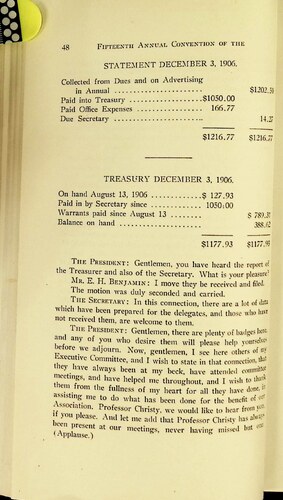 48 FIFTEENTH ANNUAL CONVENTION OF THE
STATEMENT DECEMBER 3, 1906.
Collected from Dues and on Advertising
in Annual ...................... $1202.50
Paid into Treasury ..................$1050.00
Paid Office Expenses ................ 166.77
Due Secretary ...................... 14.27
$1216.77 $1216.77
TREASURY DECEMBER 3, 1906.
On hand August 13, 1906 ............$ 127.93
Paid in by Secretary since ........... 1050.00
Warrants paid since August 13 ........ $ 789.31
Balance on hand .................... 388.62
$1177.93 $1177.93
THE PRESIDENT: Gentlemen, you have heard the report of
the Treasurer and also of the Secretary. What is your pleasure?
MR. E. H. BENJAMIN: I move they be received and filed.
The motion was duly seconded and carried.
THE SECRETARY: In this connection, there are a lot of data
which have been prepared for the delegates, and those who have
not received them, are welcome to them.
THE PRESIDENT: Gentlemen, there are plenty of badges here
and any of you who desire them will please help yourselves
before we adjourn. Now, gentlemen, I see here others of my
Executive Committee, and I wish to state in that connection, that
they have always been at my beck, have attended committee
meetings, and have helped me throughout, and I wish to thank
them from the fullness of my heart for all they have done, in
assisting me to do what has been done for the benefit of our
Association, Professor Christy, we would like to hear from you,
if you please. And let me add that Professor Christy has always
been present at our meetings, never having missed but one
(Applause.)